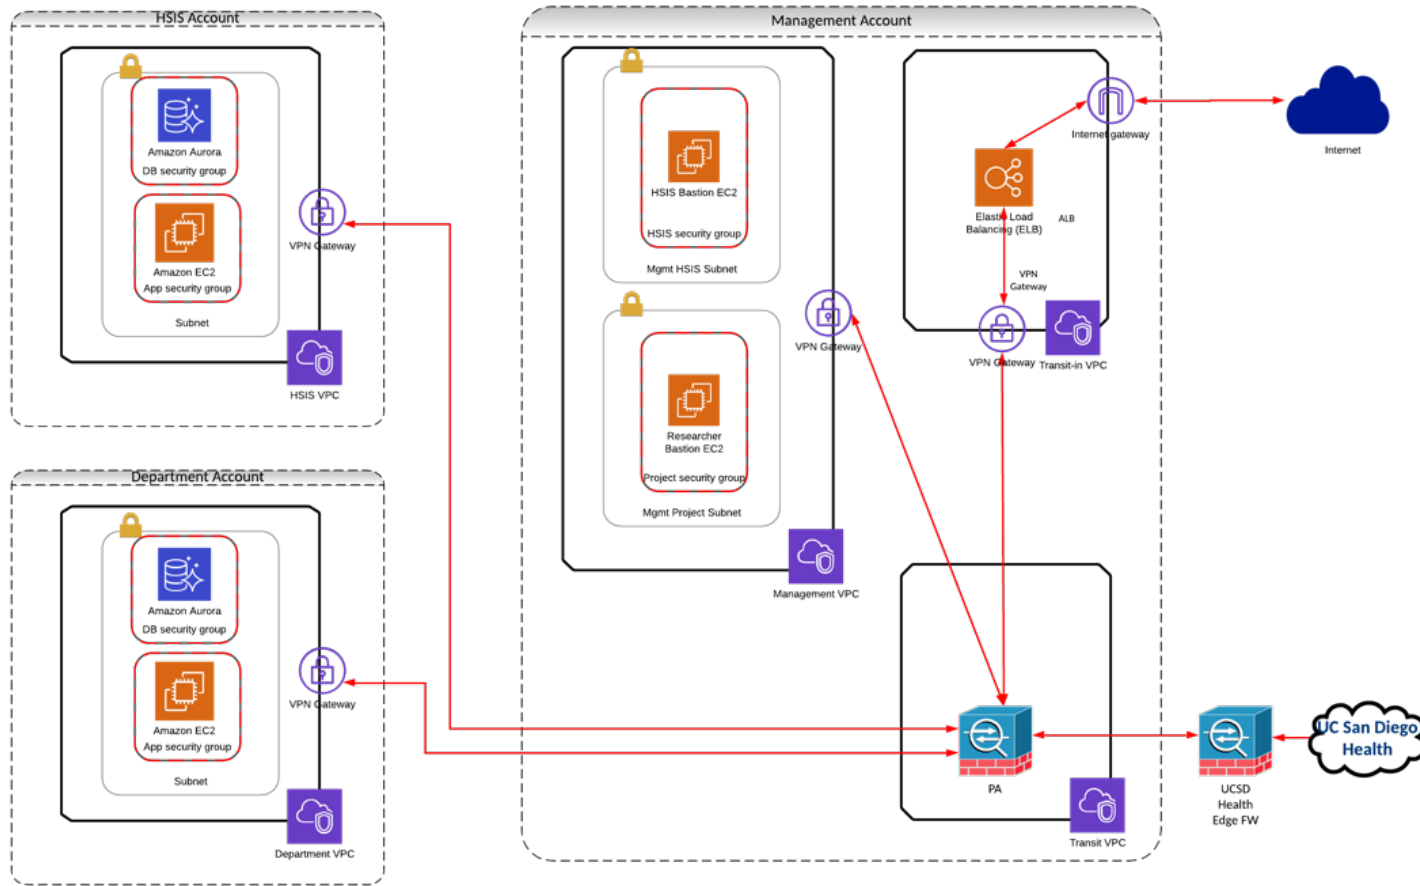 HSIS Account
Amazon Aurora
DB security group
Amazon EC2
App security group
Subnet
VPN Gateway
HSIS VPC
Department Account
Amazon Aurora
DB security group
Amazon EC2
App security group
Subnet
VPN Gateway
Department VPC
Management Account
HSIS Bastion EC2
HSIS security group
Mgmt HSIS Subnet
Researcher
Bastion EC2
Project security group
Mgmt Project Subnet
VPN Gateway
Management VPC
Internet gateway
Elastic Load
Balancing (ELB)
ALB
VPN
Gateway
VPN Gateway
Transit-in VPC
Internet
PA
Transit VPC
UCSD
Health
Edge FW
UC San Diego
Health